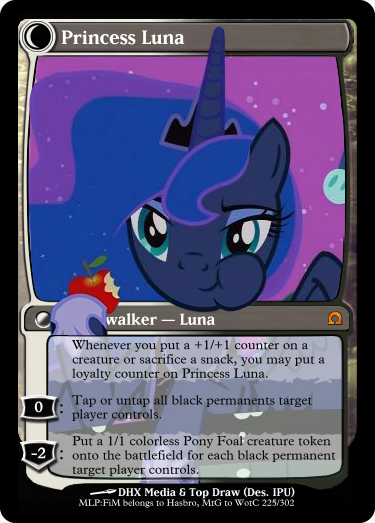 Princess Luna
walker — Luna
Whenever you put a +1/+1 counter on a
creature or sacrifice a snack, you may put a
loyalty counter on Princess Luna.
0: Tap or untap all black permanents target
player controls.
-2: Put a 1/1 colorless Pony Foal creature token
onto the battlefield for each black permanent
target player controls.
DHX Media & Top Draw (Des. IPU)
MLP:FiM belongs to Hasbro, MtG to WotC 225/302